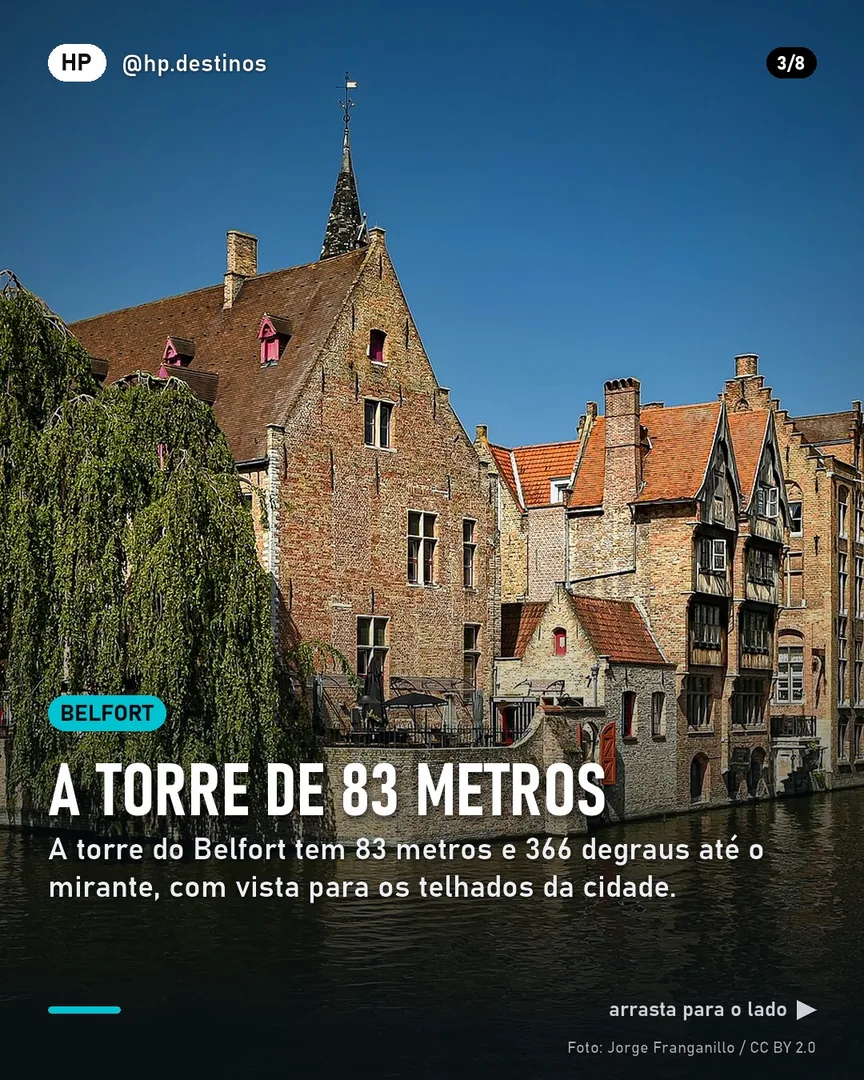 HP @hp.destinos 3/8
BELFORT
A TORRE DE 83 METROS
A torre do Belfort tem 83 metros e 366 degraus até o
mirante, com vista para os telhados da cidade.
arrasta para o lado ▶
Foto: Jorge Franganillo / CC BY 2.0